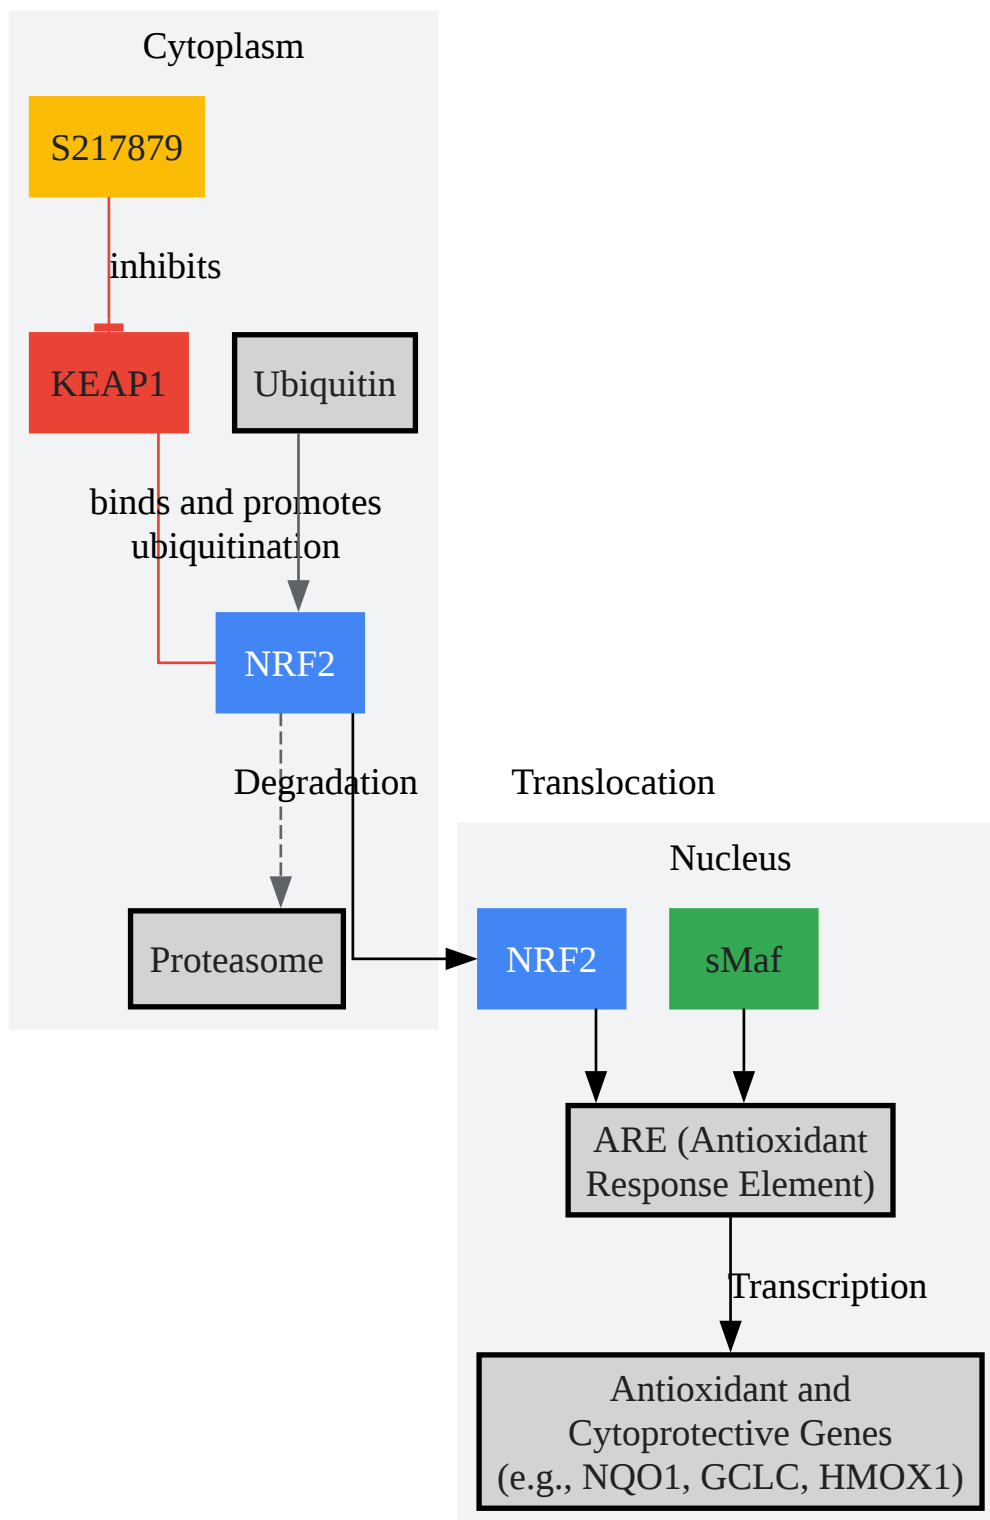 Cytoplasm
S217879
inhibits
KEAP1
Ubiquitin
binds and promotes
ubiquitination
NRF2
Degradation
Translocation
Proteasome
Nucleus
NRF2
sMaf
ARE (Antioxidant
Response Element)
Transcription
Antioxidant and
Cytoprotective Genes
(e.g., NQO1, GCLC, HMOX1)